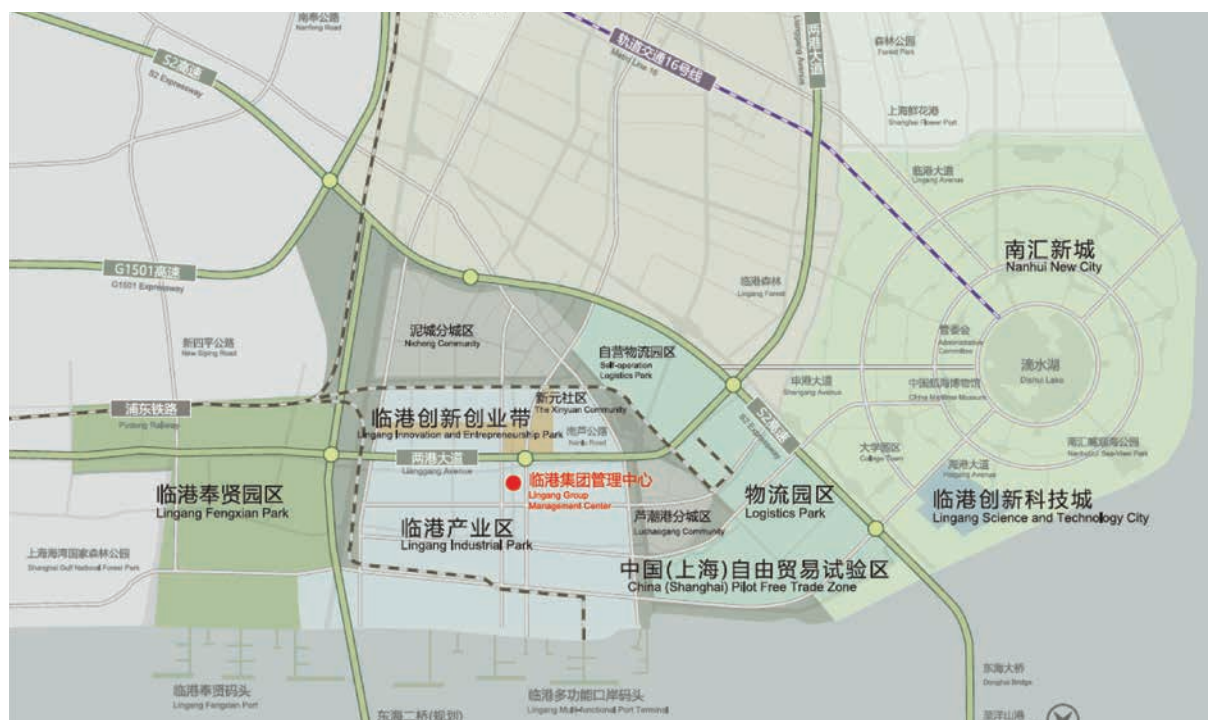 南奉公路
Nanfeng Road
S2高速
S2 Expressway
轨道交通16号线
Metro Line 16
两港大道
Lianggang Avenue
森林公园
Forest Park
上海鲜花港
Shanghai Flower Port
临港大道
Lingang Avenue
南汇新城
Nanhui New City
G1501高速
G1501 Expressway
临港森林
Lingang Forest
新四平公路
New Siping Road
泥城分城区
Nicheng Community
自营物流园区
Self-operation
Logistics Park
管委会
Administrative
Committee
滴水湖
Dishui Lake
申港大道
Shengang Avenue
中国航海博物馆
China Maritime Museum
浦东铁路
Pudong Railway
新元社区
The Xinyuan Community
临港创新创业带
Lingang Innovation and Entrepreneurship Park
南芦公路
Nanlu Road
S2高速
S2 Expressway
两港大道
Lianggang Avenue
大学园区
College Town
南汇嘴观海公园
Nanhuizui Sea-View Park
海港大道
Haigang Avenue
临港集团管理中心
Lingang Group
Management Center
临港奉贤园区
Lingang Fengxian Park
物流园区
Logistics Park
临港创新科技城
Lingang Science and Technology City
临港产业区
Lingang Industrial Park
芦潮港分城区
Luchaogang Community
上海海湾国家森林公园
Shanghai Gulf National Forest Park
中国(上海)自由贸易试验区
China (Shanghai) Pilot Free Trade Zone
东海大桥
Donghai Bridge
临港奉贤码头
Lingang Fengxian Port
临港多功能口岸码头
Lingang Multi-functional Port Terminal
东海二桥(规划)
至洋山港